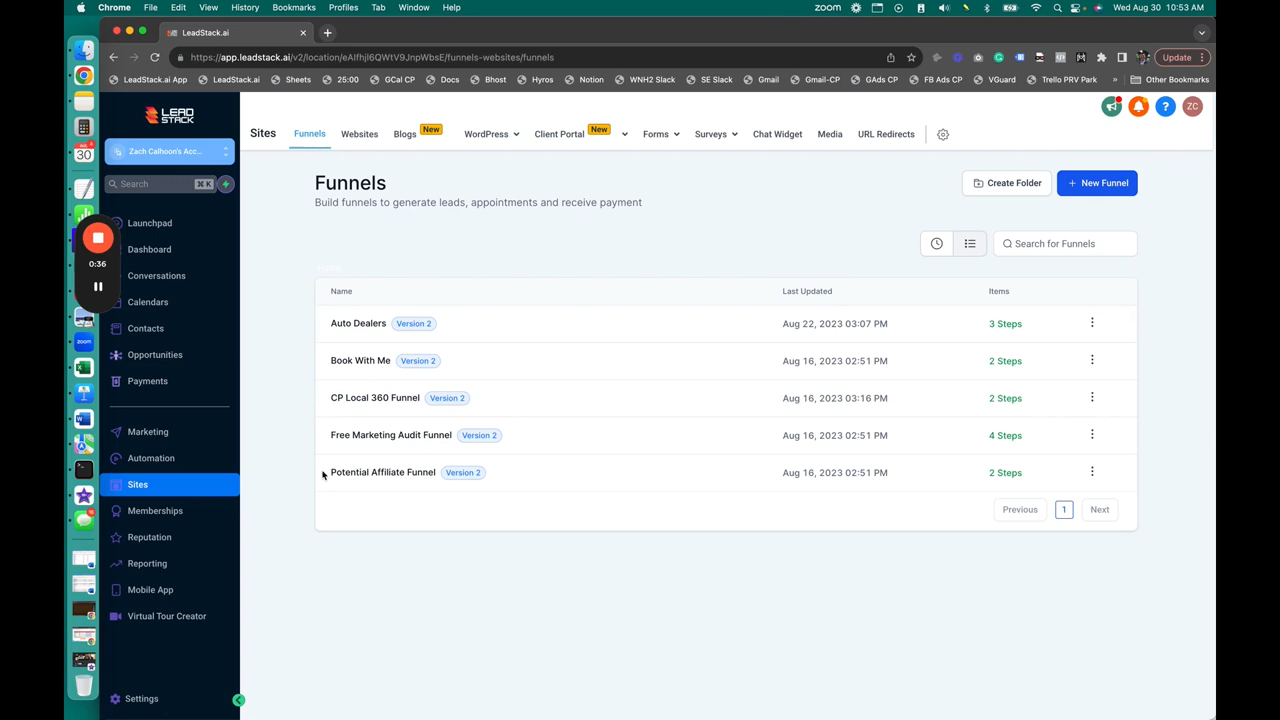 Chrome File Edit View History Bookmarks Profiles Tab Window Help
zoom Wed Aug 30 10:53 AM
LeadStack.ai
https://app.leadstack.ai/v2/location/eAIfhjI6QWtV9JnpWbsE/funnels-websites/funnels
Update
LeadStack.ai App LeadStack.ai Sheets 25:00 GCal CP Docs Bhost Hyros Notion WNH2 Slack SE Slack Gmail Gmail-CP GAds CP FB Ads CP VGuard Trello PRV Park » Other Bookmarks
LEAD
STACK
ZC
Sites Funnels Websites Blogs New WordPress Client Portal New Forms Surveys Chat Widget Media URL Redirects
Zach Calhoun's Acc...
Search ⌘ K
Launchpad
Dashboard
Conversations
Calendars
Contacts
Opportunities
Payments
Marketing
Automation
Sites
Memberships
Reputation
Reporting
Mobile App
Virtual Tour Creator
Settings
0:36
30
Funnels
Build funnels to generate leads, appointments and receive payment
Create Folder
+ New Funnel
Search for Funnels
Home
Name Last Updated Items
Auto Dealers Version 2 Aug 22, 2023 03:07 PM 3 Steps
Book With Me Version 2 Aug 16, 2023 02:51 PM 2 Steps
CP Local 360 Funnel Version 2 Aug 16, 2023 03:16 PM 2 Steps
Free Marketing Audit Funnel Version 2 Aug 16, 2023 02:51 PM 4 Steps
Potential Affiliate Funnel Version 2 Aug 16, 2023 02:51 PM 2 Steps
Previous 1 Next